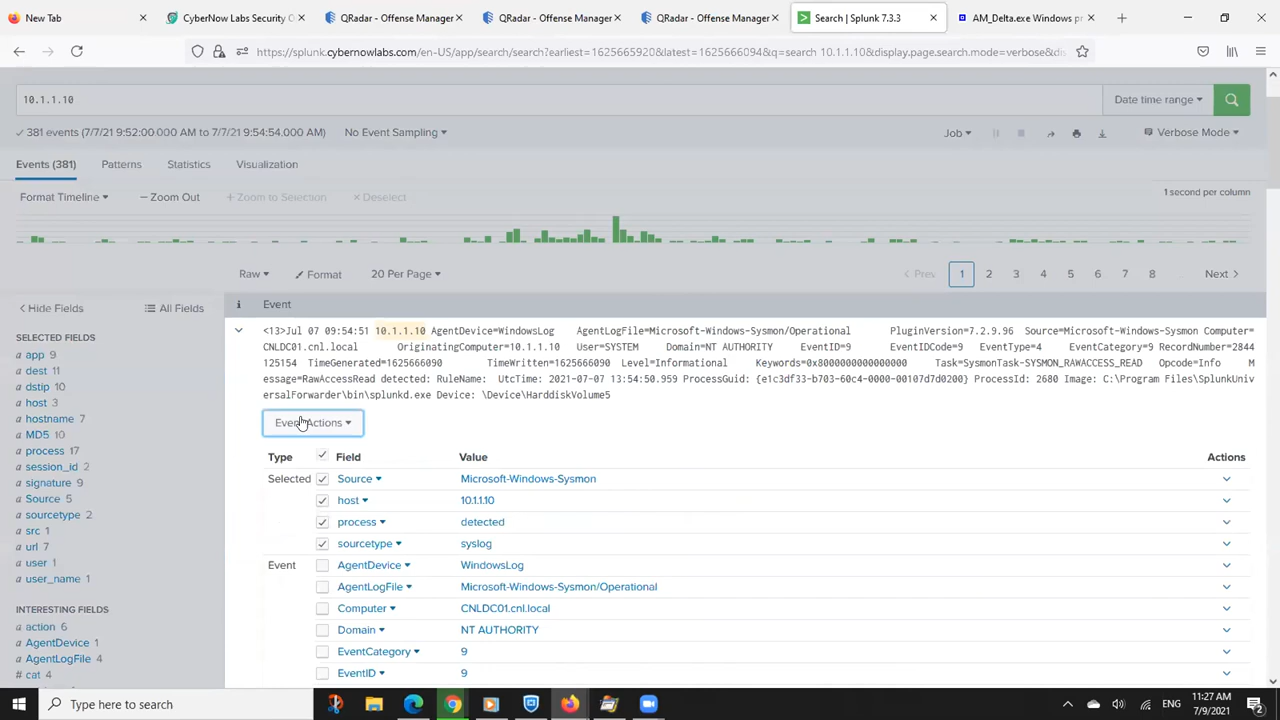 New Tab
CyberNow Labs Security O
QRadar - Offense Manager
QRadar - Offense Manager
QRadar - Offense Manager
Search | Splunk 7.3.3
AM_Delta.exe Windows pr
https://splunk.cybernowlabs.com/en-US/app/search/search?earliest=1625665920&latest=1625666094&q=search 10.1.1.10&display.page.search.mode=verbose&di
10.1.1.10
Date time range
381 events (7/7/21 9:52:00.000 AM to 7/7/21 9:54:54.000 AM)
No Event Sampling
Job
Verbose Mode
Events (381)
Patterns
Statistics
Visualization
Format Timeline
— Zoom Out
+ Zoom to Selection
× Deselect
1 second per column
Raw
Format
20 Per Page
< Prev
1
2
3
4
5
6
7
8
Next >
< Hide Fields
All Fields
i
Event
SELECTED FIELDS
a app 9
a dest 11
a dstip 10
a host 3
a hostname 7
a MD5 10
a process 17
a session_id 2
a signature 9
a Source 5
a sourcetype 2
a src 1
a url 7
a user 1
a user_name 1
INTERESTING FIELDS
a action 6
a AgentDevice 1
a AgentLogFile 4
# cat 4
<13>Jul 07 09:54:51 10.1.1.10 AgentDevice=WindowsLog AgentLogFile=Microsoft-Windows-Sysmon/Operational PluginVersion=7.2.9.96 Source=Microsoft-Windows-Sysmon Computer=
CNLDC01.cnl.local OriginatingComputer=10.1.1.10 User=SYSTEM Domain=NT AUTHORITY EventID=9 EventIDCode=9 EventType=4 EventCategory=9 RecordNumber=2844
125154 TimeGenerated=1625666090 TimeWritten=1625666090 Level=Informational Keywords=0x8000000000000000 Task=SysmonTask-SYSMON_RAWACCESS_READ Opcode=Info M
essage=RawAccessRead detected: RuleName: UtcTime: 2021-07-07 13:54:50.959 ProcessGuid: {e1c3df33-b703-60c4-0000-00107d7d0200} ProcessId: 2680 Image: C:\Program Files\SplunkUniv
ersalForwarder\bin\splunkd.exe Device: \Device\HarddiskVolume5
Event Actions
Type
Field
Value
Actions
Selected
Source
Microsoft-Windows-Sysmon
host
10.1.1.10
process
detected
sourcetype
syslog
Event
AgentDevice
WindowsLog
AgentLogFile
Microsoft-Windows-Sysmon/Operational
Computer
CNLDC01.cnl.local
Domain
NT AUTHORITY
EventCategory
9
EventID
9
Type here to search
ENG
11:27 AM
7/9/2021
2